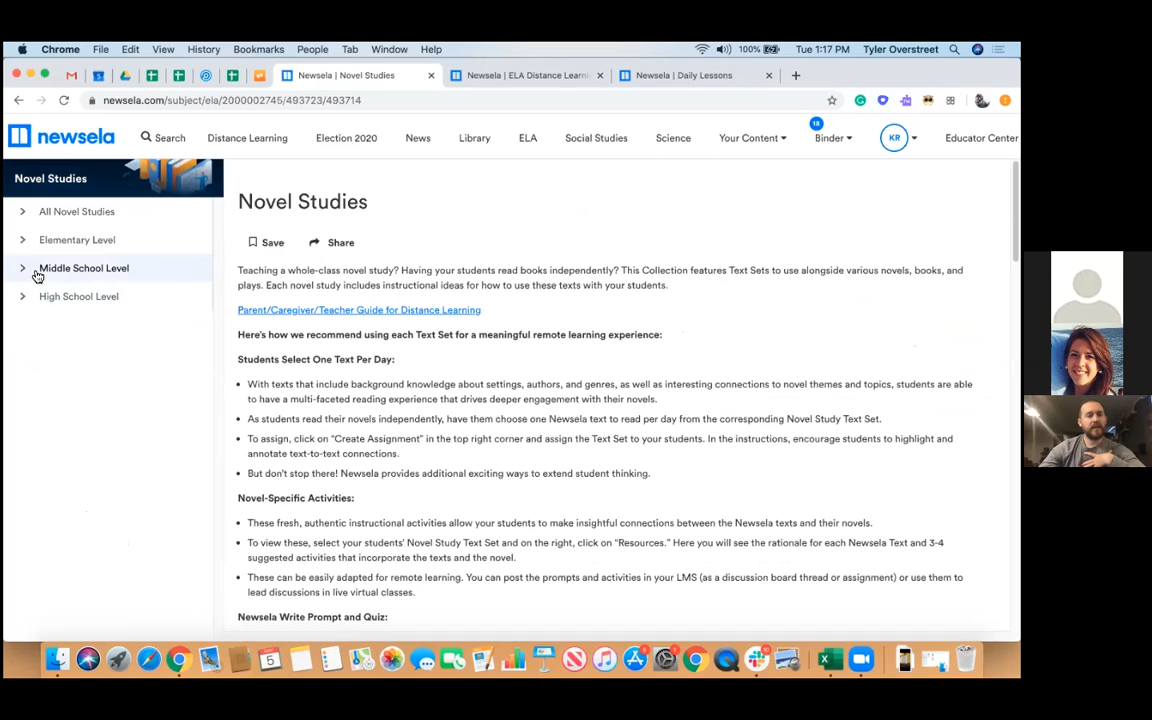 Chrome File Edit View History Bookmarks People Tab Window Help 100% Tue 1:17 PM Tyler Overstreet
Newsela | Novel Studies Newsela | ELA Distance Learni Newsela | Daily Lessons
newsela.com/subject/ela/2000002745/493723/493714
newsela Search Distance Learning Election 2020 News Library ELA Social Studies Science Your Content 18 Binder KR Educator Center
Novel Studies
All Novel Studies
Elementary Level
Middle School Level
High School Level
Novel Studies
Save Share
Teaching a whole-class novel study? Having your students read books independently? This Collection features Text Sets to use alongside various novels, books, and
plays. Each novel study includes instructional ideas for how to use these texts with your students.
Parent/Caregiver/Teacher Guide for Distance Learning
Here's how we recommend using each Text Set for a meaningful remote learning experience:
Students Select One Text Per Day:
• With texts that include background knowledge about settings, authors, and genres, as well as interesting connections to novel themes and topics, students are able
to have a multi-faceted reading experience that drives deeper engagement with their novels.
• As students read their novels independently, have them choose one Newsela text to read per day from the corresponding Novel Study Text Set.
• To assign, click on “Create Assignment” in the top right corner and assign the Text Set to your students. In the instructions, encourage students to highlight and
annotate text-to-text connections.
• But don't stop there! Newsela provides additional exciting ways to extend student thinking.
Novel-Specific Activities:
• These fresh, authentic instructional activities allow your students to make insightful connections between the Newsela texts and their novels.
• To view these, select your students' Novel Study Text Set and on the right, click on “Resources.” Here you will see the rationale for each Newsela Text and 3-4
suggested activities that incorporate the texts and the novel.
• These can be easily adapted for remote learning. You can post the prompts and activities in your LMS (as a discussion board thread or assignment) or use them to
lead discussions in live virtual classes.
Newsela Write Prompt and Quiz:
5